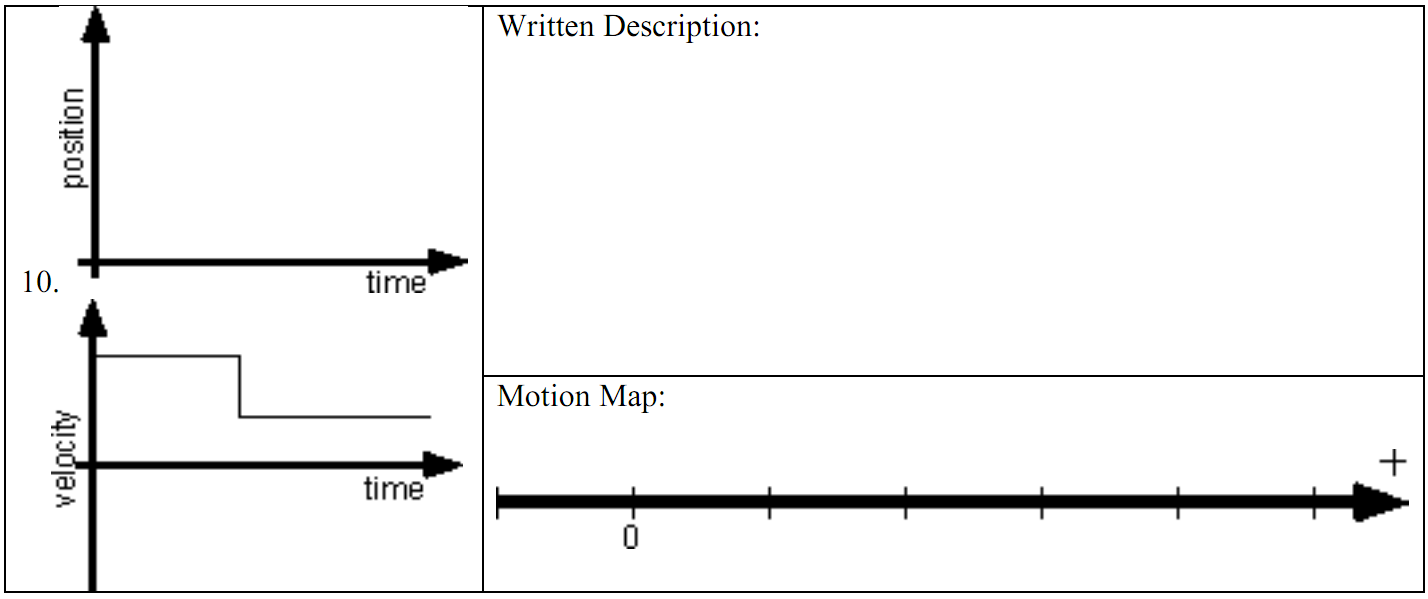 position
time
10.
velocity
time
Written Description:
Motion Map:
+
0